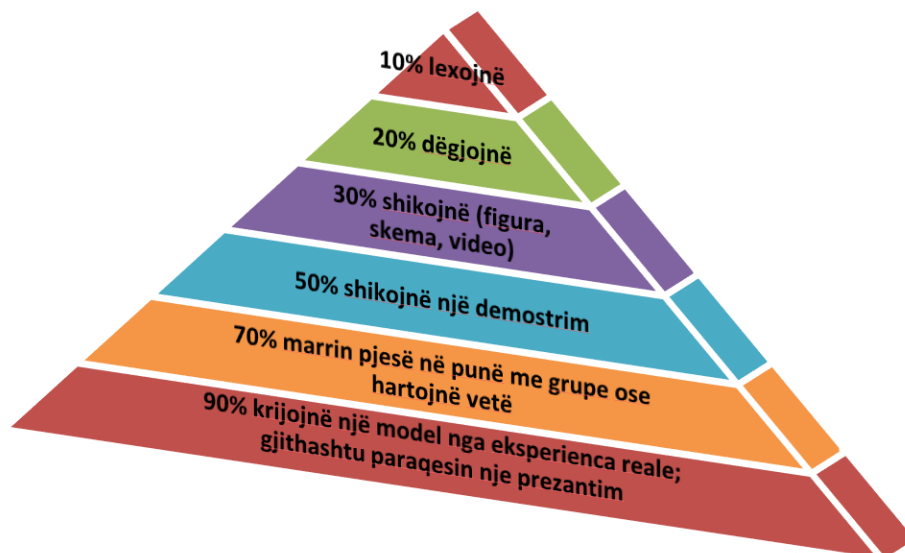 10% lexojnë
20% dëgjojnë
30% shikojnë (figura,
skema, video)
50% shikojnë një demostrim
70% marrin pjesë në punë me grupe ose
hartojnë vetë
90% krijojnë një model nga eksperienca reale;
gjithashtu paraqesin nje prezantim